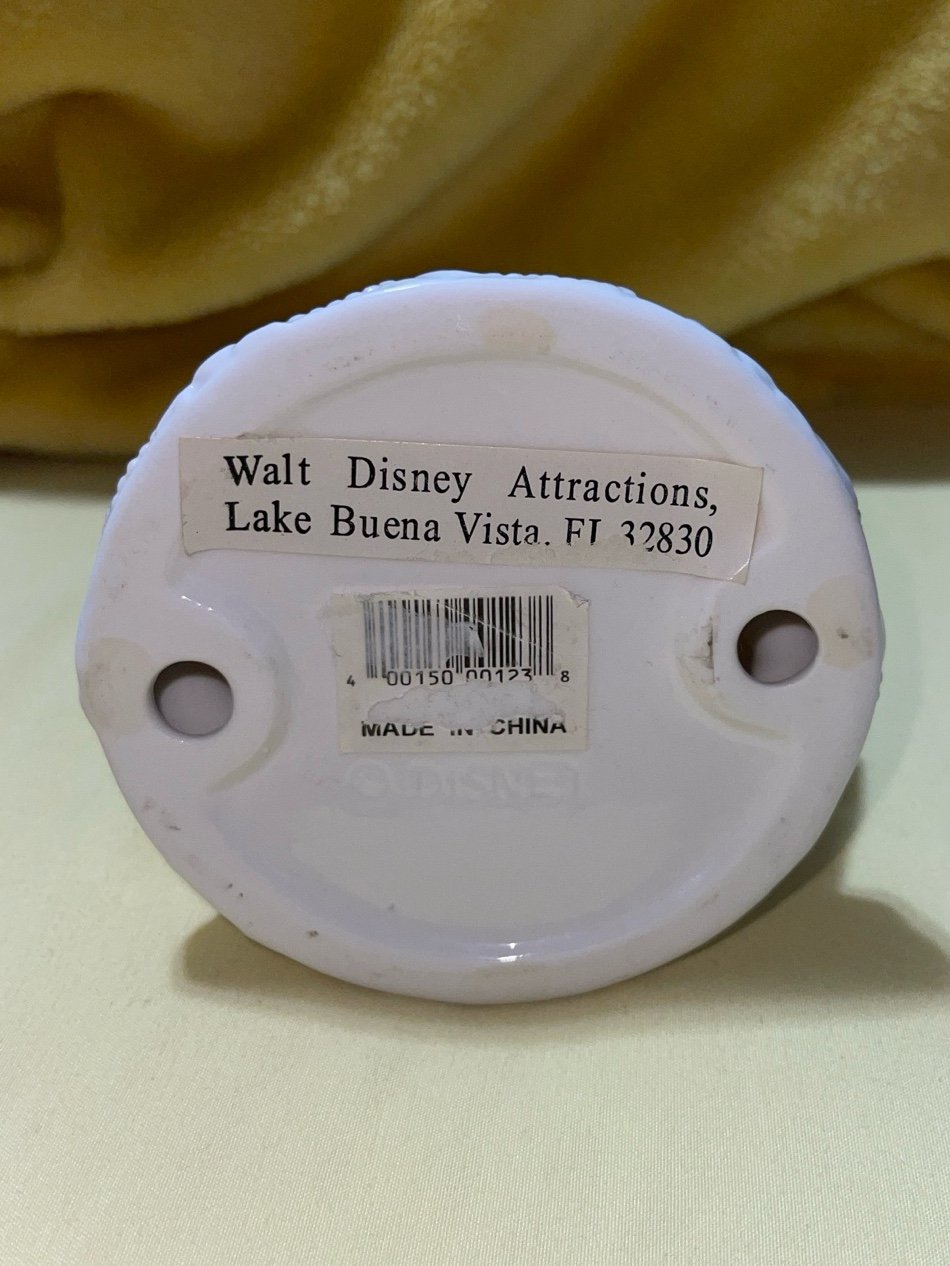 Walt Disney Attractions,
Lake Buena Vista, FL 32830
4 00150 00123 8
MADE IN CHINA
© DISNEY